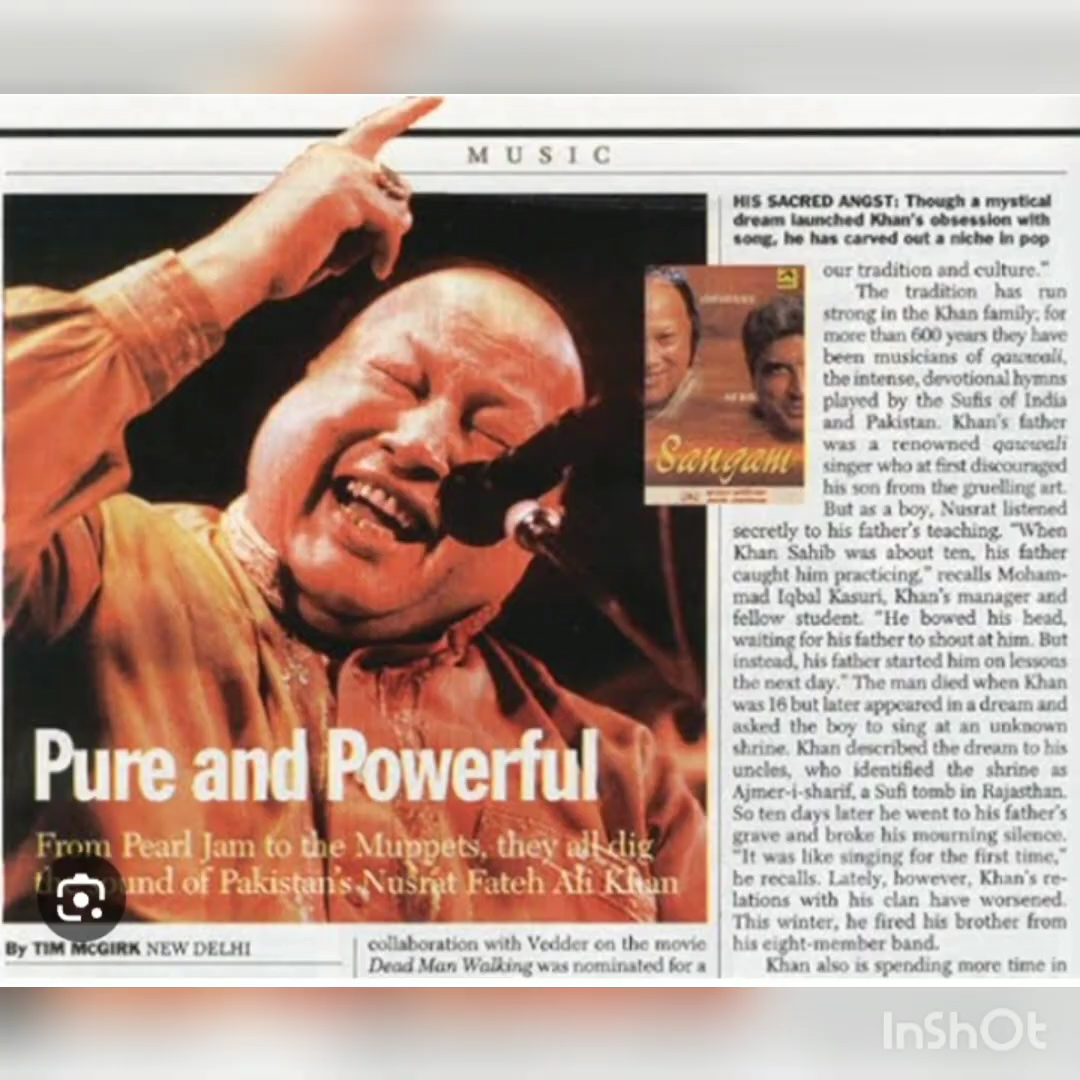 MUSIC
Pure and Powerful
From Pearl Jam to the Muppets, they all dig
sound of Pakistan's Nusrat Fateh Ali Khan
By TIM McGIRK NEW DELHI
collaboration with Vedder on the movie
Dead Man Walking was nominated for a
HIS SACRED ANGST: Though a mystical
dream launched Khan's obsession with
song, he has carved out a niche in pop
Sangam
our tradition and culture."
The tradition has run
strong in the Khan family; for
more than 600 years they have
been musicians of qawwali,
the intense, devotional hymns
played by the Sufis of India
and Pakistan. Khan's father
was a renowned qawwali
singer who at first discouraged
his son from the gruelling art.
But as a boy, Nusrat listened
secretly to his father's teaching. "When
Khan Sahib was about ten, his father
caught him practicing," recalls Moham-
mad Iqbal Kasuri, Khan's manager and
fellow student. "He bowed his head,
waiting for his father to shout at him. But
instead, his father started him on lessons
the next day." The man died when Khan
was 16 but later appeared in a dream and
asked the boy to sing at an unknown
shrine. Khan described the dream to his
uncles, who identified the shrine as
Ajmer-i-sharif, a Sufi tomb in Rajasthan.
So ten days later he went to his father's
grave and broke his mourning silence.
"It was like singing for the first time,"
he recalls. Lately, however, Khan's re-
lations with his clan have worsened.
This winter, he fired his brother from
his eight-member band.
Khan also is spending more time in
InShOt